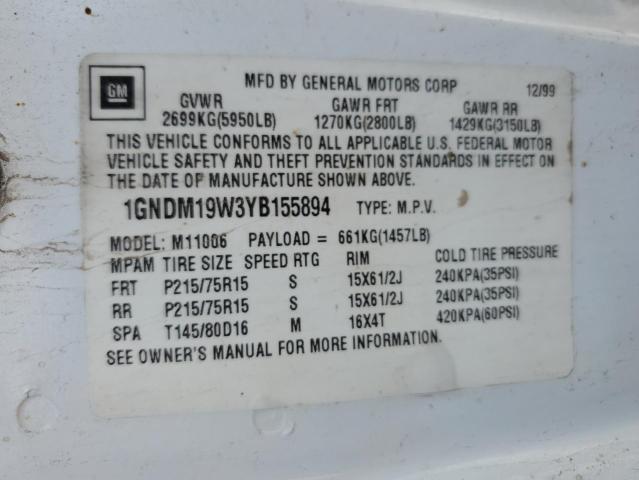 GM
MFD BY GENERAL MOTORS CORP 12/99
GVWR GAWR FRT GAWR RR
2699KG(5950LB) 1270KG(2800LB) 1429KG(3150LB)
THIS VEHICLE CONFORMS TO ALL APPLICABLE U.S. FEDERAL MOTOR
VEHICLE SAFETY AND THEFT PREVENTION STANDARDS IN EFFECT ON
THE DATE OF MANUFACTURE SHOWN ABOVE.
1GNDM19W3YB155894 TYPE: M.P.V.
MODEL: M11006 PAYLOAD = 661KG(1457LB)
MPAM TIRE SIZE SPEED RTG RIM COLD TIRE PRESSURE
FRT P215/75R15 S 15X61/2J 240KPA(35PSI)
RR P215/75R15 S 15X61/2J 240KPA(35PSI)
SPA T145/80D16 M 16X4T 420KPA(60PSI)
SEE OWNER'S MANUAL FOR MORE INFORMATION.